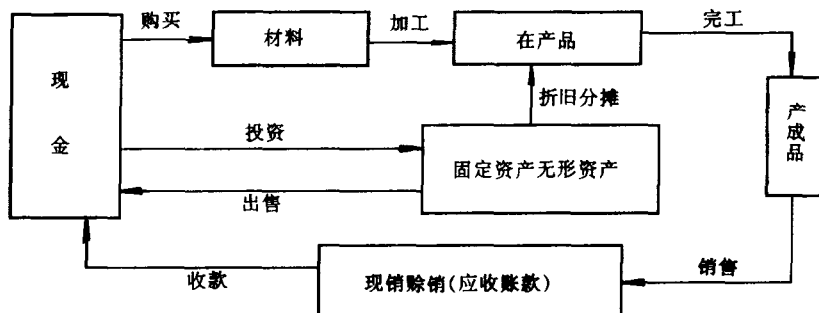 购买
材料
加工
在产品
完工
现金
折旧分摊
产成品
投资
固定资产无形资产
出售
收款
现销赊销(应收账款)
销售